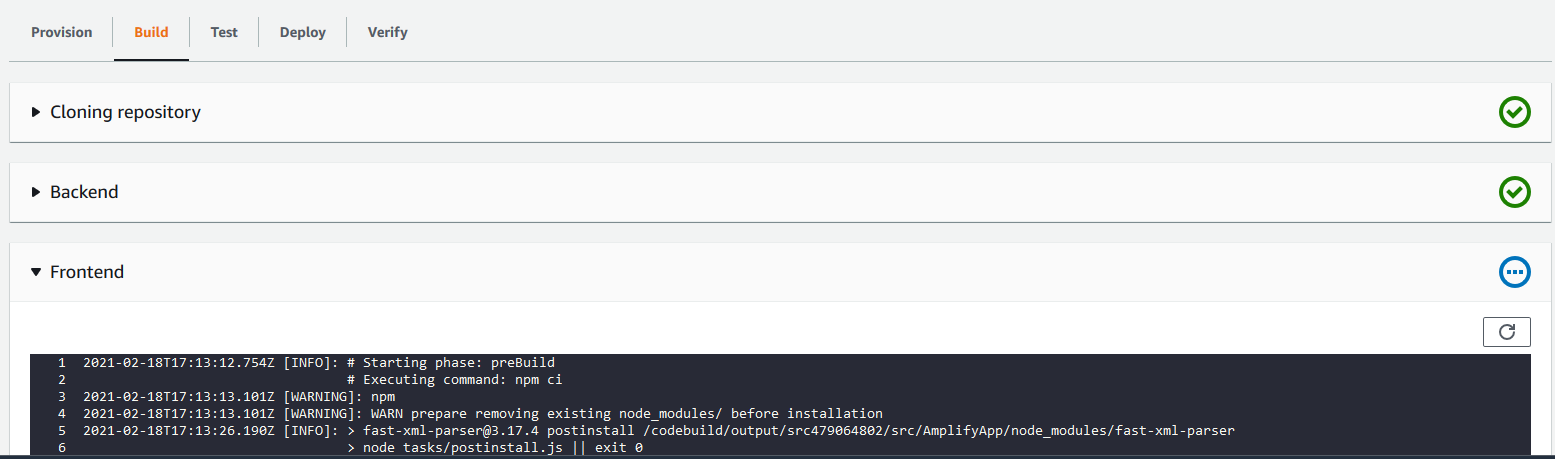 Provision Build Test Deploy Verify
Cloning repository
Backend
Frontend
1 2021-02-18T17:13:12.754Z [INFO]: # Starting phase: preBuild
2 # Executing command: npm ci
3 2021-02-18T17:13:13.101Z [WARNING]: npm
4 2021-02-18T17:13:13.101Z [WARNING]: WARN prepare removing existing node_modules/ before installation
5 2021-02-18T17:13:26.190Z [INFO]: > fast-xml-parser@3.17.4 postinstall /codebuild/output/src479064802/src/AmplifyApp/node_modules/fast-xml-parser
6 > node tasks/postinstall.js || exit 0